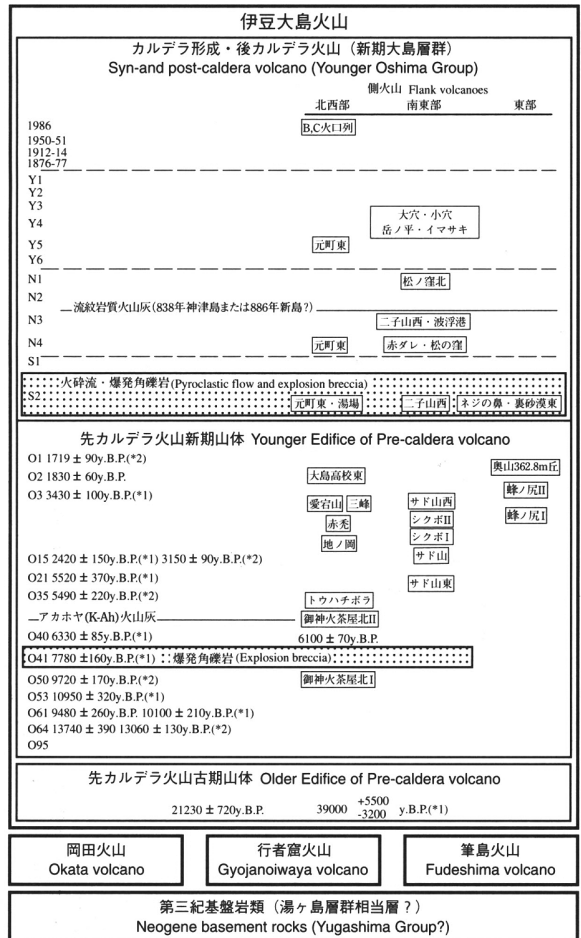 伊豆大島火山
カルデラ形成・後カルデラ火山（新期大島層群）
Syn-and post-caldera volcano (Younger Oshima Group)
側火山 Flank volcanoes
北西部 南東部 東部
1986 B,C火口列
1950-51
1912-14
1876-77
Y1
Y2
Y3
Y4 大穴・小穴
岳ノ平・イマサキ
Y5 元町東
Y6
N1 松ノ窪北
N2
流紋岩質火山灰(838年神津島または886年新島？)
N3 二子山西・波浮港
N4 元町東 赤ダレ・松の窪
S1
火砕流・爆発角礫岩(Pyroclastic flow and explosion breccia)
S2 元町東・湯場 二子山西 ネジの鼻・裏砂漠東
先カルデラ火山新期山体 Younger Edifice of Pre-caldera volcano
O1 1719 ± 90y.B.P.(*2) 奥山362.8m丘
O2 1830 ± 60y.B.P. 大島高校東
蜂ノ尻II
O3 3430 ± 100y.B.P.(*1) 愛宕山 三峰 サド山西
赤禿 シクボII 蜂ノ尻I
地ノ岡 シクボI
O15 2420 ± 150y.B.P.(*1) 3150 ± 90y.B.P.(*2) サド山
O21 5520 ± 370y.B.P.(*1) サド山東
O35 5490 ± 220y.B.P.(*2) トウハチボラ
アカホヤ(K-Ah)火山灰 御神火茶屋北II
O40 6330 ± 85y.B.P.(*1) 6100 ± 70y.B.P.
O41 7780 ±160y.B.P.(*1) 爆発角礫岩(Explosion breccia)
O50 9720 ± 170y.B.P.(*2) 御神火茶屋北I
O53 10950 ± 320y.B.P.(*1)
O61 9480 ± 260y.B.P. 10100 ± 210y.B.P.(*1)
O64 13740 ± 390 13060 ± 130y.B.P.(*2)
O95
先カルデラ火山古期山体 Older Edifice of Pre-caldera volcano
21230 ± 720y.B.P. 39000 +5500 -3200 y.B.P.(*1)
岡田火山 行者窟火山 筆島火山
Okata volcano Gyojanoiwaya volcano Fudeshima volcano
第三紀基盤岩類（湯ヶ島層群相当層？）
Neogene basement rocks (Yugashima Group?)